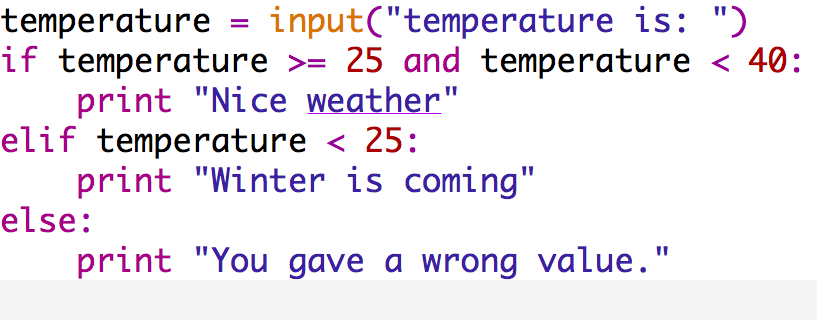 temperature = input("temperature is: ")
if temperature >= 25 and temperature < 40:
    print "Nice weather"
elif temperature < 25:
    print "Winter is coming"
else:
    print "You gave a wrong value."